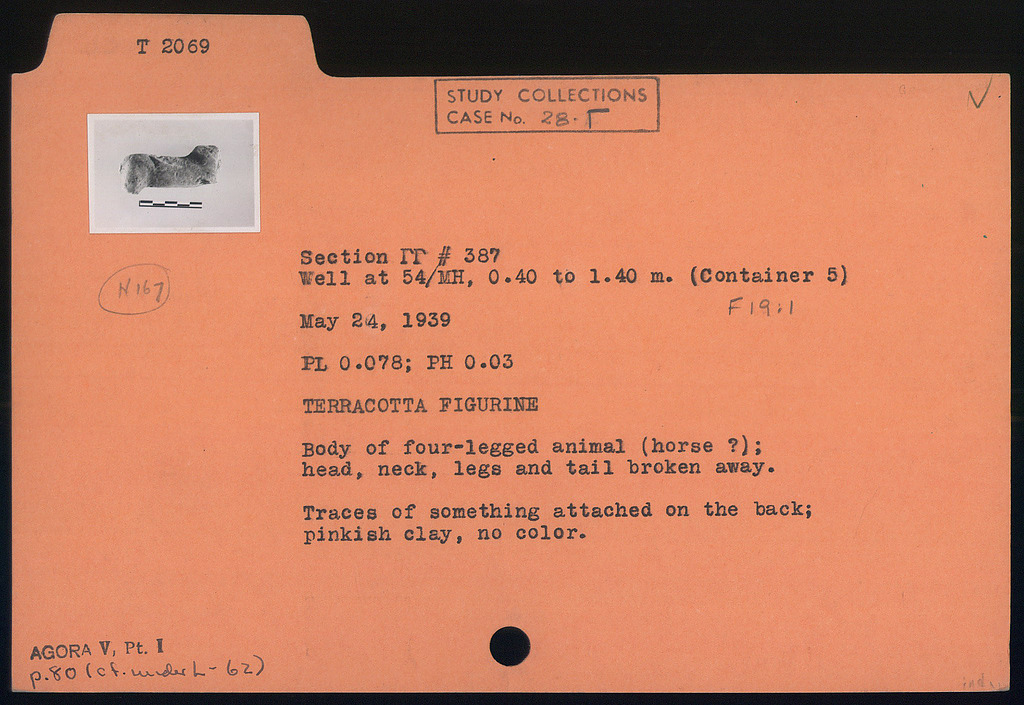 T 2069
STUDY COLLECTIONS
CASE No. 28·Γ
N 167
Section ΓΓ # 387
Well at 54/ΜΗ, 0.40 to 1.40 m. (Container 5)
F 19:1
May 24, 1939
PL 0.078; PH 0.03
TERRACOTTA FIGURINE
Body of four-legged animal (horse ?);
head, neck, legs and tail broken away.
Traces of something attached on the back;
pinkish clay, no color.
AGORA V, Pt. I
p.80 (cf. under L-62)